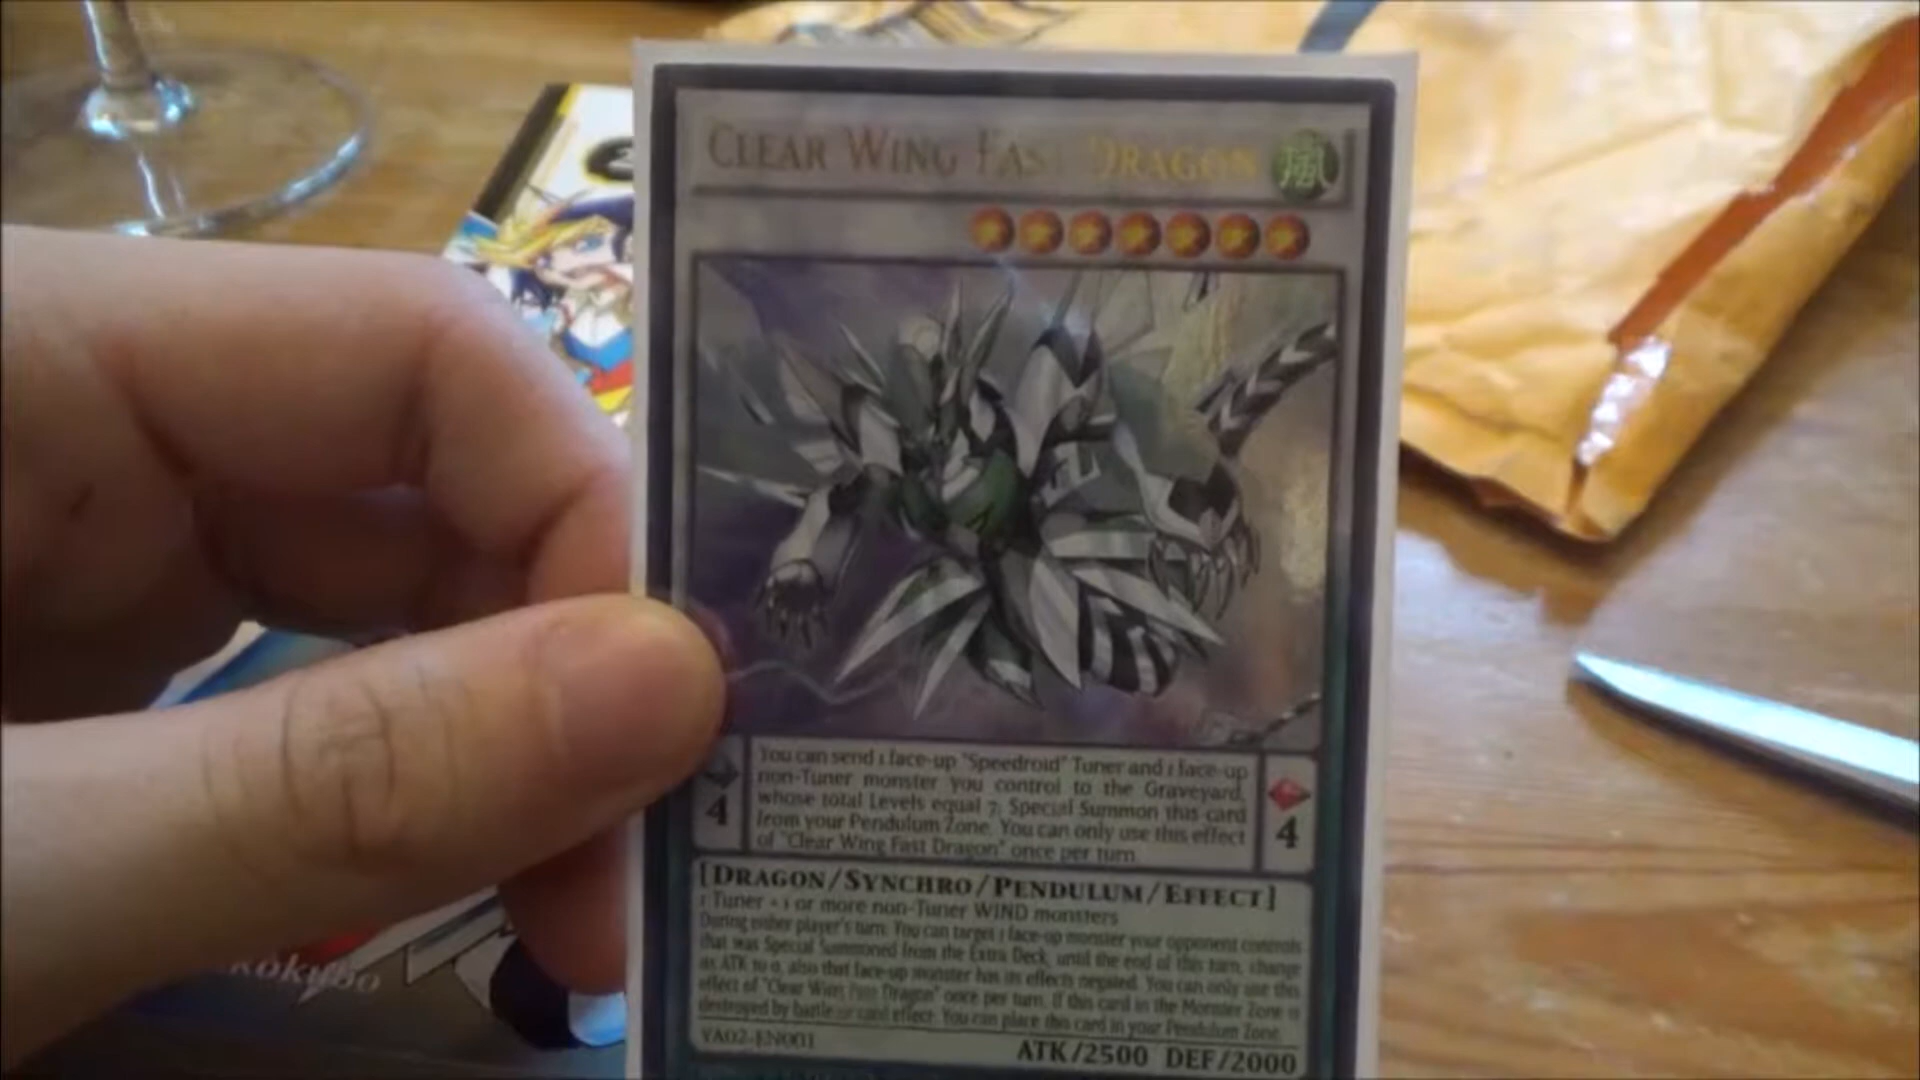 CLEAR WING FAST DRAGON
風
You can send 1 face-up "Speedroid" Tuner and 1 face-up
non-Tuner monster you control to the Graveyard,
whose total Levels equal 7; Special Summon this card
from your Pendulum Zone. You can only use this effect
of "Clear Wing Fast Dragon" once per turn.
4
4
[DRAGON/SYNCHRO/PENDULUM/EFFECT]
1 Tuner + 1 or more non-Tuner WIND monsters
During either player's turn: You can target 1 face-up monster your opponent controls
that was Special Summoned from the Extra Deck; until the end of this turn, change
its ATK to 0, also that face-up monster has its effects negated. You can only use this
effect of "Clear Wing Fast Dragon" once per turn. If this card in the Monster Zone is
destroyed by battle or card effect: You can place this card in your Pendulum Zone.
YA02-EN001
ATK/2500 DEF/2000